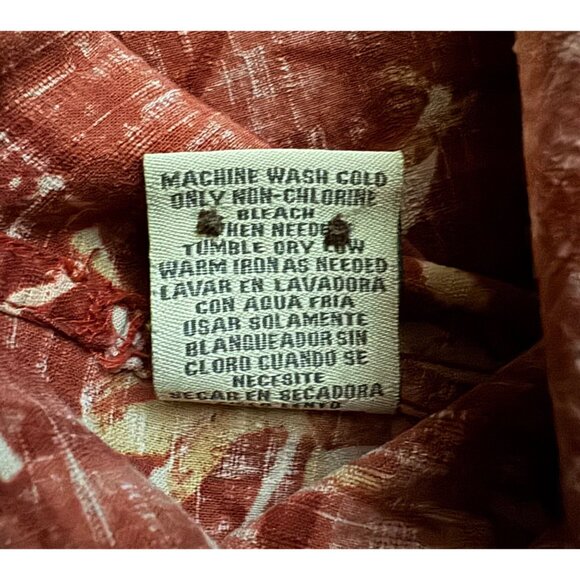 MACHINE WASH COLD
ONLY NON-CHLORINE
BLEACH
WHEN NEEDED
TUMBLE DRY LOW
WARM IRON AS NEEDED
LAVAR EN LAVADORA
CON AGUA FRIA
USAR SOLAMENTE
BLANQUEADOR SIN
CLORO CUANDO SE
NECESITE
SECAR EN SECADORA